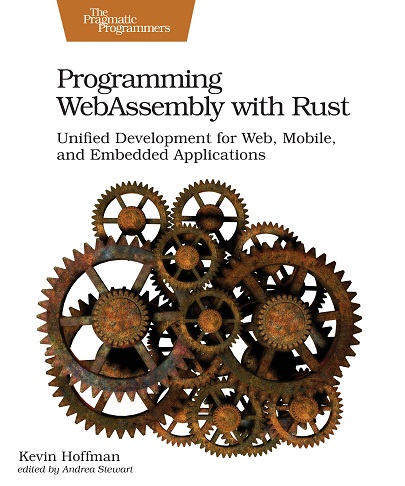 The
Pragmatic
Programmers
Programming
WebAssembly with Rust
Unified Development for Web, Mobile,
and Embedded Applications
Kevin Hoffman
edited by Andrea Stewart